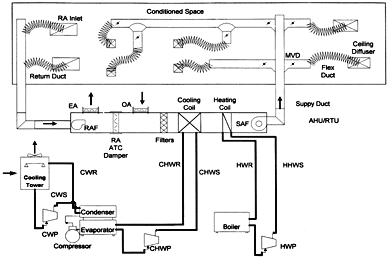 Conditioned Space
RA Inlet
Ceiling
Diffuser
MVD
Return Duct
Flex
Duct
EA
OA
Cooling
Coil
Heating
Coil
Suppy Duct
RAF
SAF
AHU/RTU
RA
ATC
Damper
Filters
CHWR
CHWS
HWR
HHWS
Cooling
Tower
CWR
CWS
Condenser
Evaporator
CWP
Compressor
CHWP
Boiler
HWP